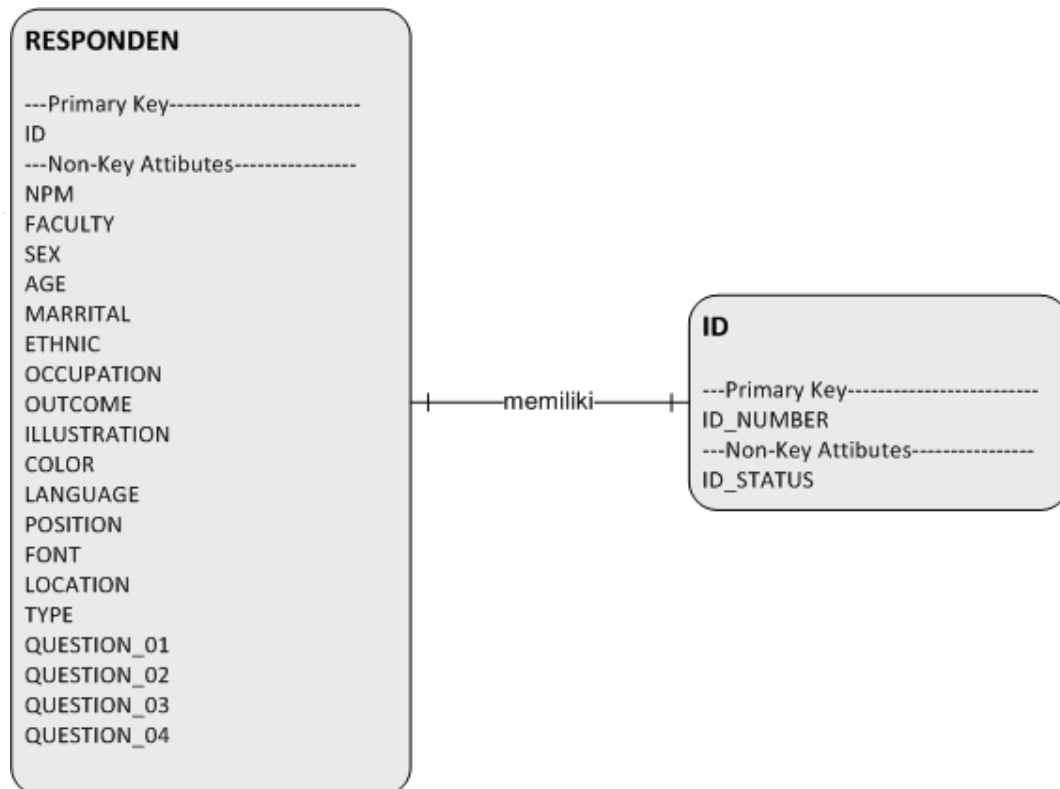 RESPONDEN
---Primary Key-------------------------
ID
---Non-Key Attibutes----------------
NPM
FACULTY
SEX
AGE
MARRITAL
ETHNIC
OCCUPATION
OUTCOME
ILLUSTRATION
COLOR
LANGUAGE
POSITION
FONT
LOCATION
TYPE
QUESTION_01
QUESTION_02
QUESTION_03
QUESTION_04
memiliki
ID
---Primary Key-------------------------
ID_NUMBER
---Non-Key Attibutes----------------
ID_STATUS